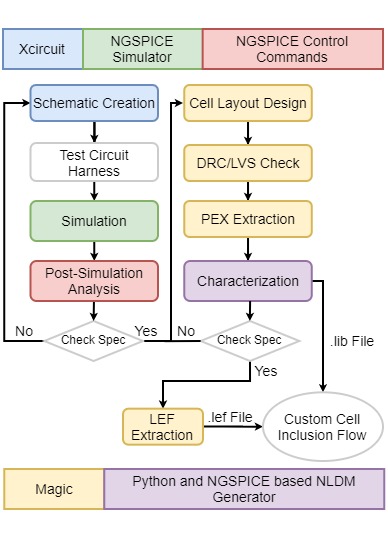 Xcircuit
NGSPICE
Simulator
NGSPICE Control
Commands
Schematic Creation
Test Circuit
Harness
Simulation
Post-Simulation
Analysis
Check Spec
No
Yes
Cell Layout Design
DRC/LVS Check
PEX Extraction
Characterization
Check Spec
No
Yes
.lib File
LEF
Extraction
.lef File
Custom Cell
Inclusion Flow
Magic
Python and NGSPICE based NLDM
Generator